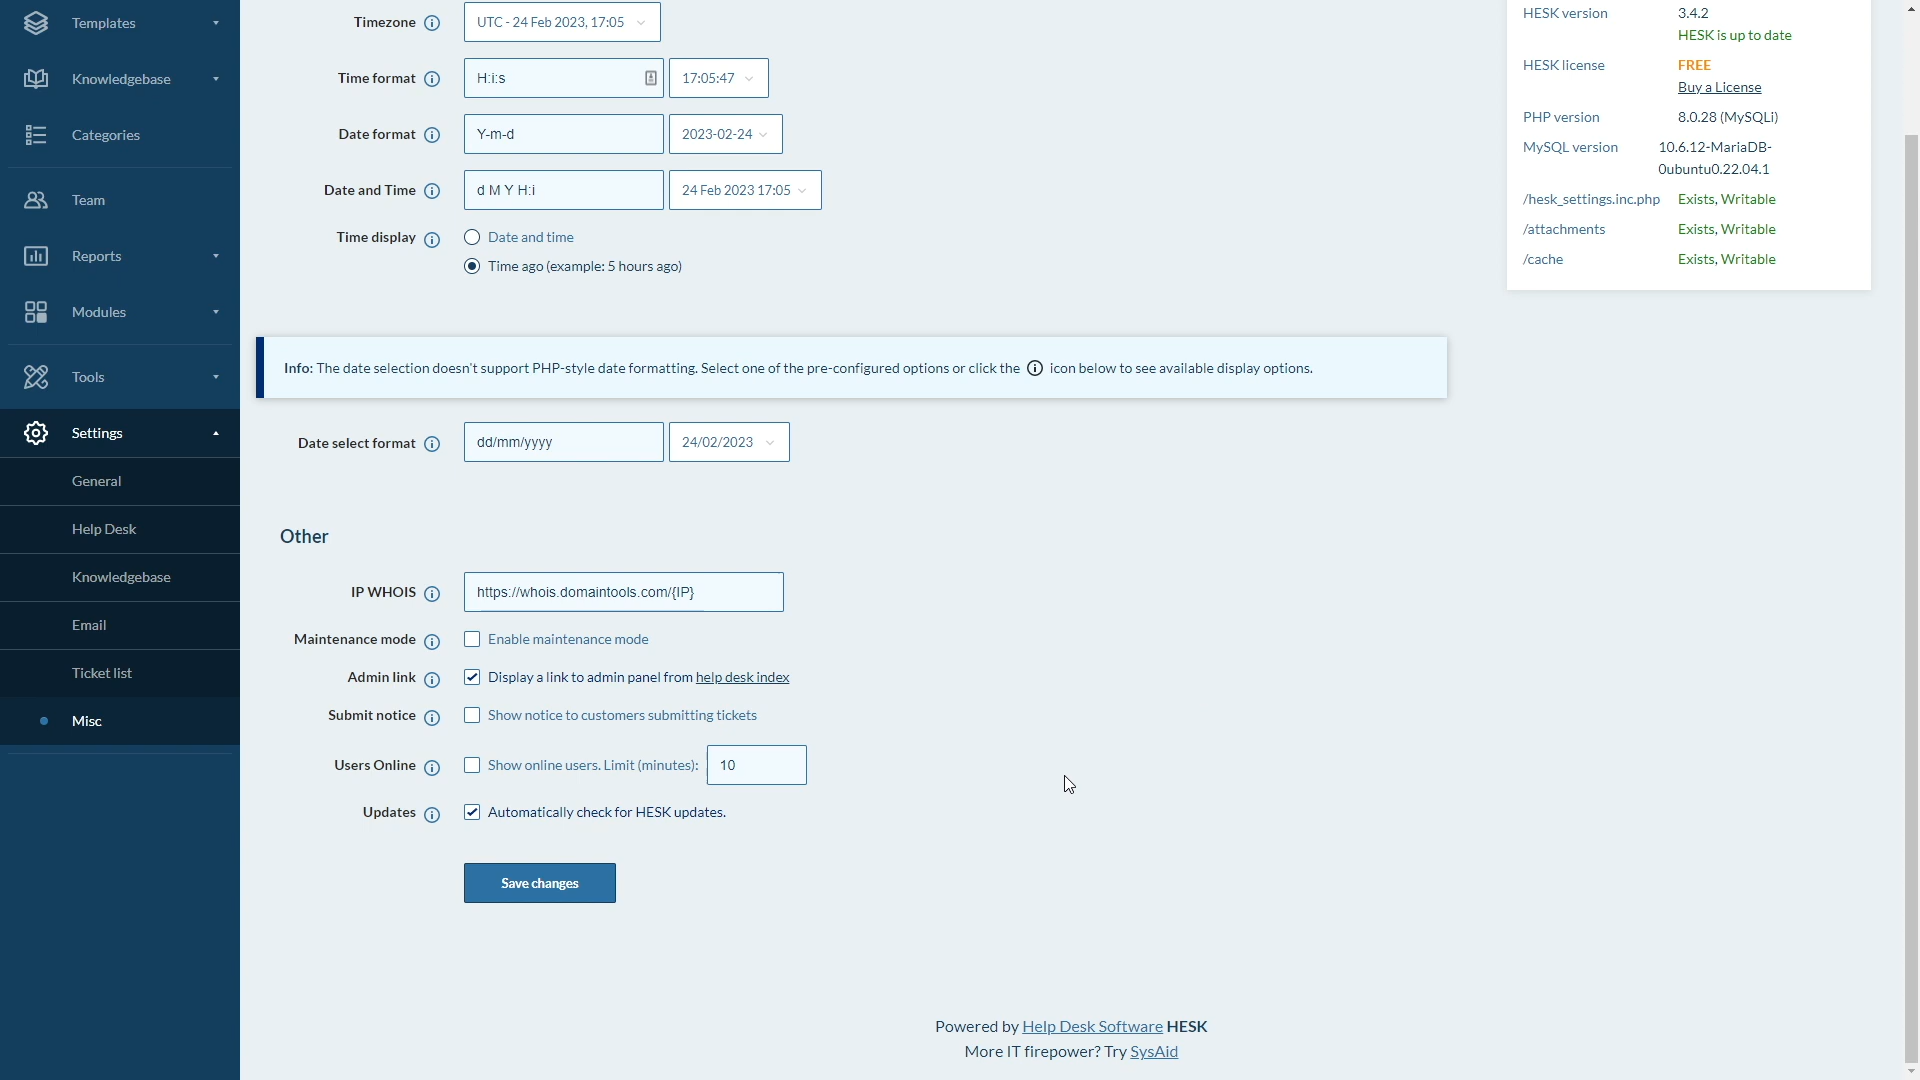 Templates
Knowledgebase
Categories
Team
Reports
Modules
Tools
Settings
General
Help Desk
Knowledgebase
Email
Ticket list
Misc
Timezone UTC - 24 Feb 2023, 17:05
Time format H:i:s 17:05:47
Date format Y-m-d 2023-02-24
Date and Time d M Y H:i 24 Feb 2023 17:05
Time display Date and time
Time ago (example: 5 hours ago)
Info: The date selection doesn't support PHP-style date formatting. Select one of the pre-configured options or click the icon below to see available display options.
Date select format dd/mm/yyyy 24/02/2023
Other
IP WHOIS https://whois.domaintools.com/{IP}
Maintenance mode Enable maintenance mode
Admin link Display a link to admin panel from help desk index
Submit notice Show notice to customers submitting tickets
Users Online Show online users. Limit (minutes): 10
Updates Automatically check for HESK updates.
Save changes
HESK version 3.4.2
HESK is up to date
HESK license FREE
Buy a License
PHP version 8.0.28 (MySQLi)
MySQL version 10.6.12-MariaDB-
0ubuntu0.22.04.1
/hesk_settings.inc.php Exists, Writable
/attachments Exists, Writable
/cache Exists, Writable
Powered by Help Desk Software HESK
More IT firepower? Try SysAid